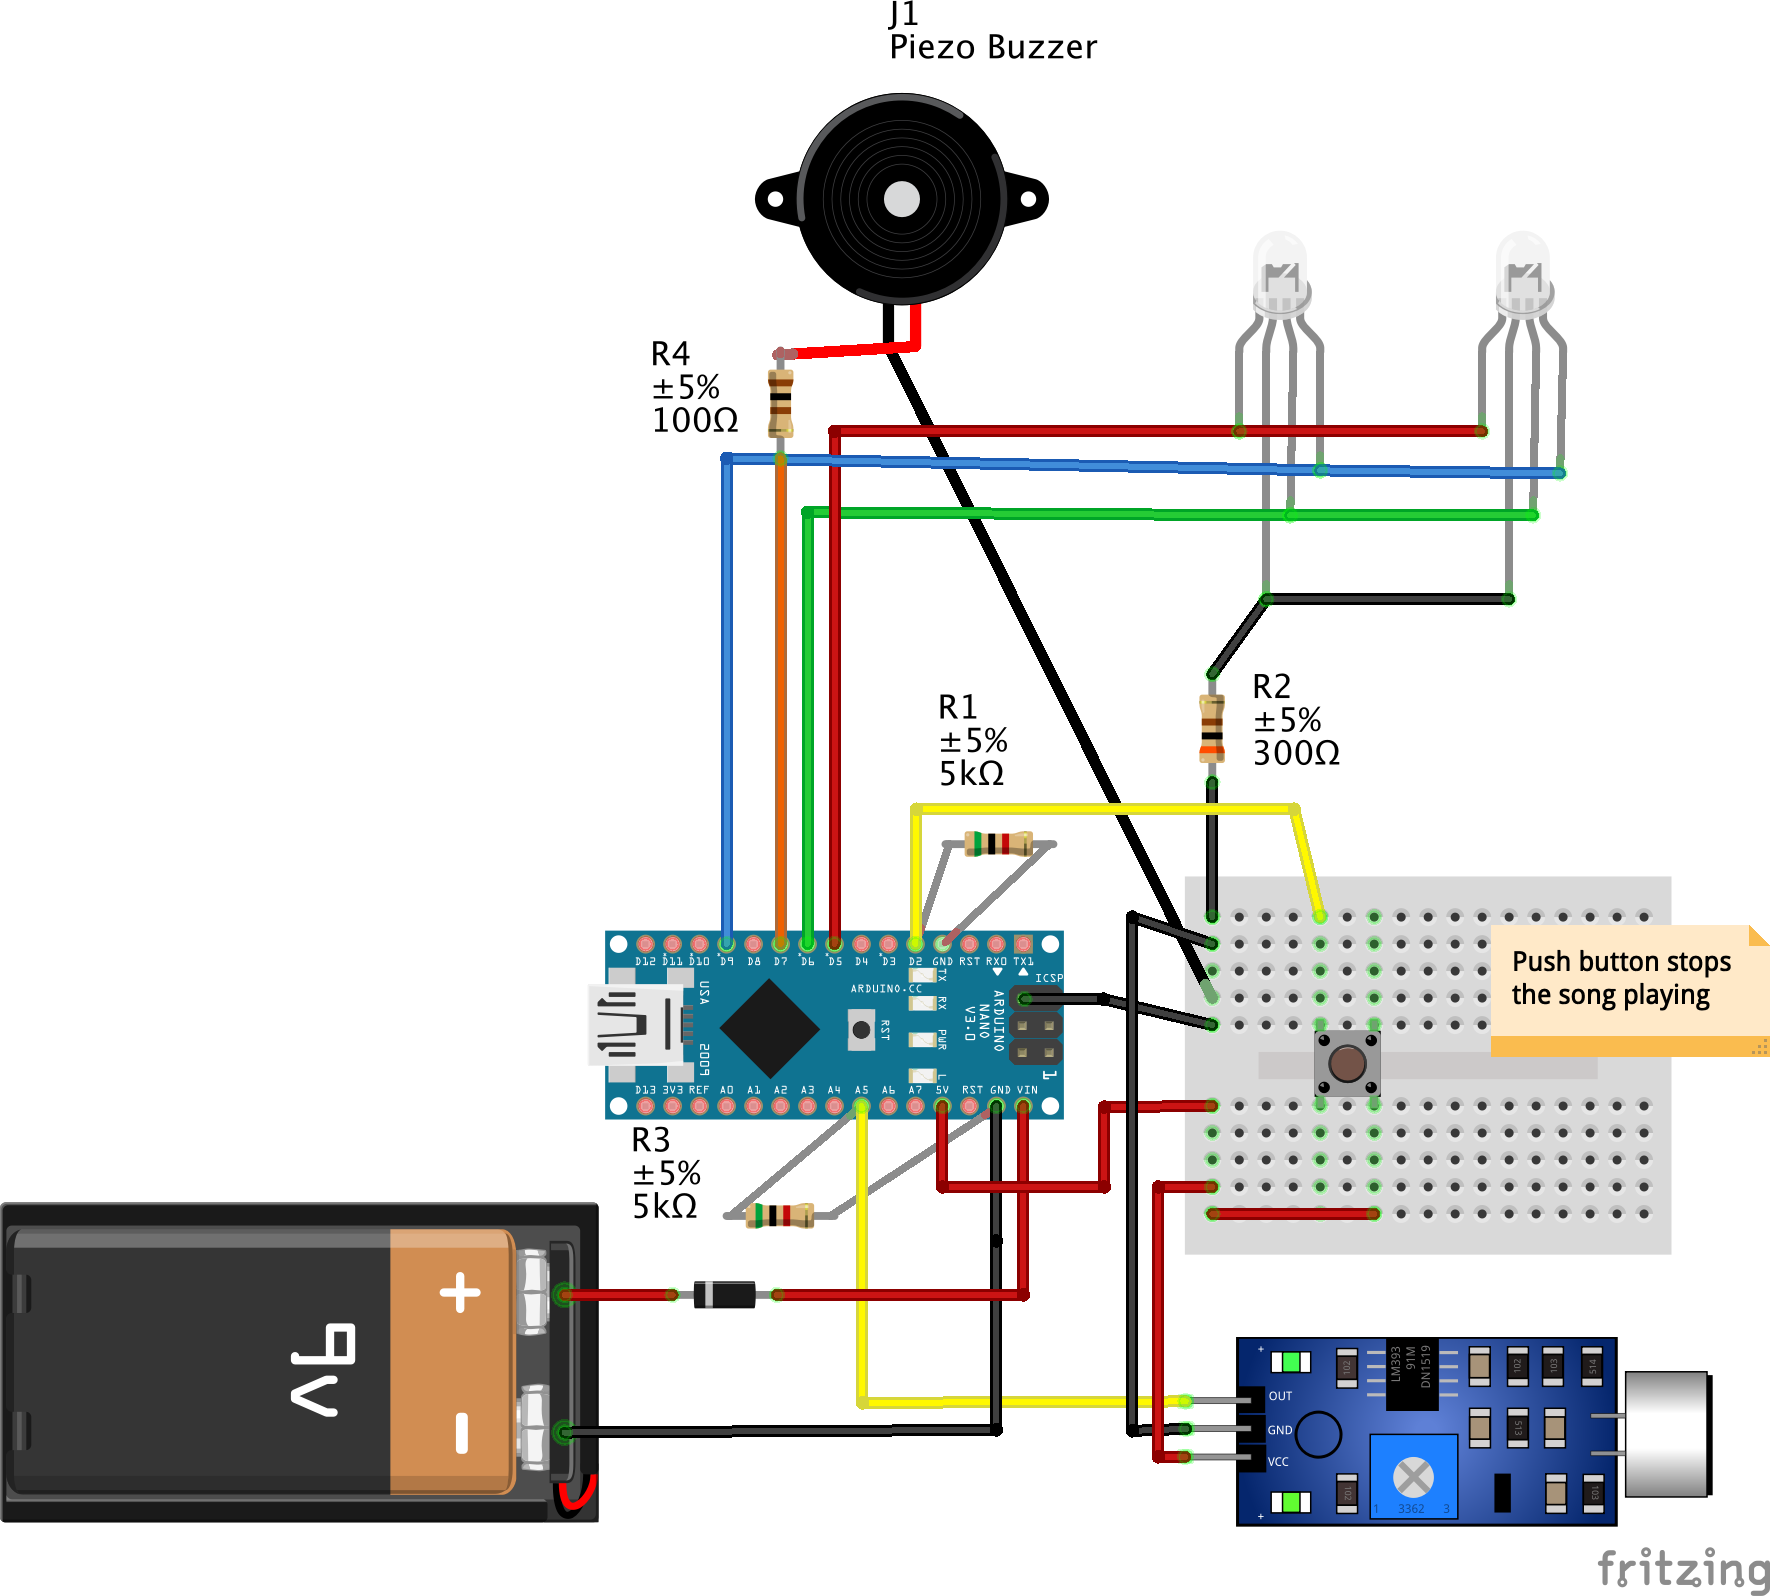 J1
Piezo Buzzer
R4
±5%
100Ω
R1
±5%
5kΩ
R2
±5%
300Ω
D12 D11 D10 D9 D8 D7 D6 D5 D4 D3 D2 GND RST RX0 TX1
TX
RX
PWR
L
RST
USA
2009
ARDUINO.CC
ARDUINO
NANO
V3.0
ICSP
1
D13 3V3 REF A0 A1 A2 A3 A4 A5 A6 A7 5V RST GND VIN
Push button stops
the song playing
R3
±5%
5kΩ
+
9v
-
+
OUT
GND
VCC
+
102
LM393
91M
DN1519
102
103
514
513
102
1 3362 3
103
fritzing